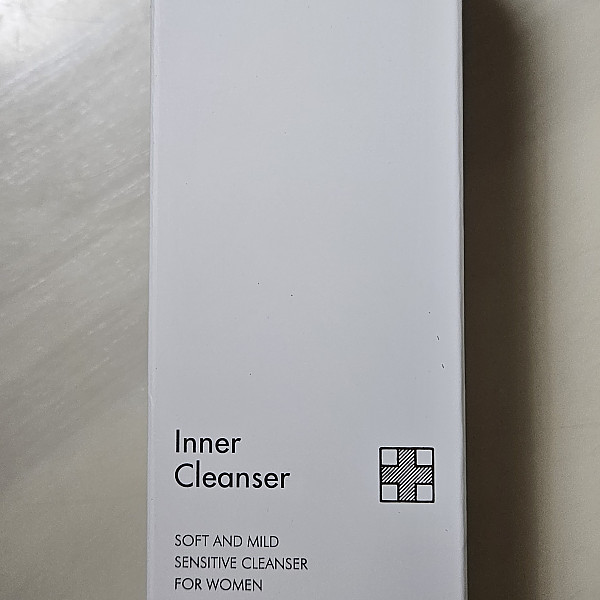 Inner
Cleanser
SOFT AND MILD
SENSITIVE CLEANSER
FOR WOMEN